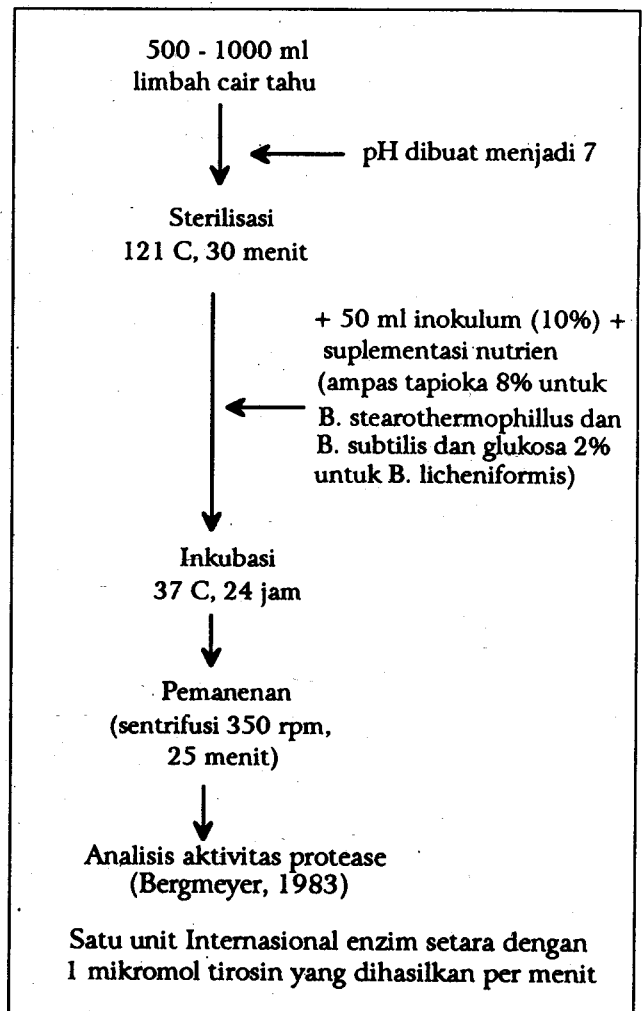 500 - 1000 ml
limbah cair tahu
pH dibuat menjadi 7
Sterilisasi
121 C, 30 menit
+ 50 ml inokulum (10%) +
suplementasi nutrien
(ampas tapioka 8% untuk
B. stearothermophillus dan
B. subtilis dan glukosa 2%
untuk B. licheniformis)
Inkubasi
37 C, 24 jam
Pemanenan
(sentrifusi 350 rpm,
25 menit)
Analisis aktivitas protease
(Bergmeyer, 1983)
Satu unit Internasional enzim setara dengan
1 mikromol tirosin yang dihasilkan per menit